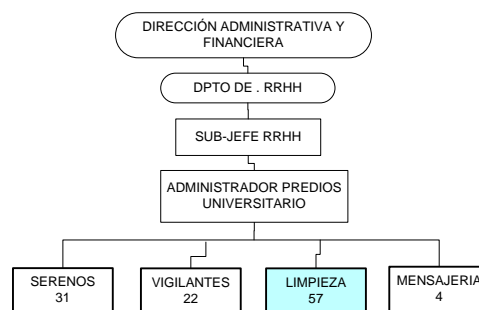 DIRECCIÓN ADMINISTRATIVA Y
FINANCIERA
DPTO DE . RRHH
SUB-JEFE RRHH
ADMINISTRADOR PREDIOS
UNIVERSITARIO
SERENOS
31
VIGILANTES
22
LIMPIEZA
57
MENSAJERIA
4